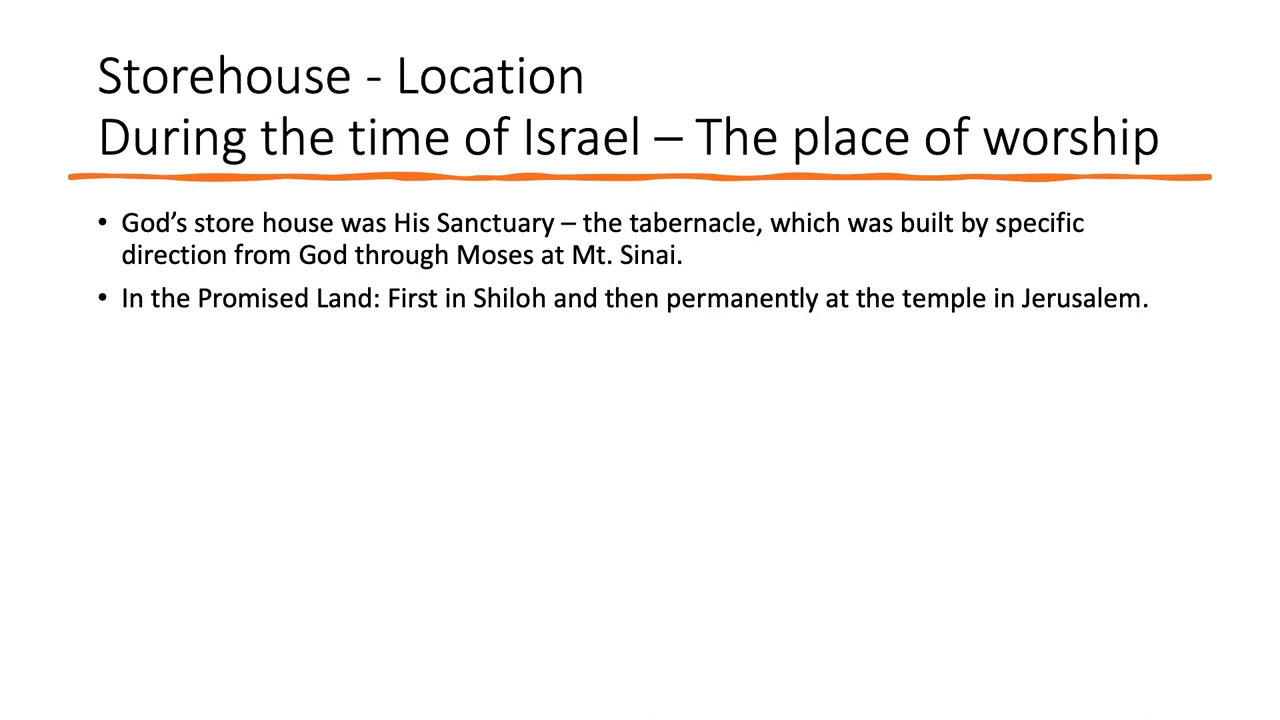 Storehouse - Location
During the time of Israel – The place of worship
• God’s store house was His Sanctuary – the tabernacle, which was built by specific
direction from God through Moses at Mt. Sinai.
• In the Promised Land: First in Shiloh and then permanently at the temple in Jerusalem.